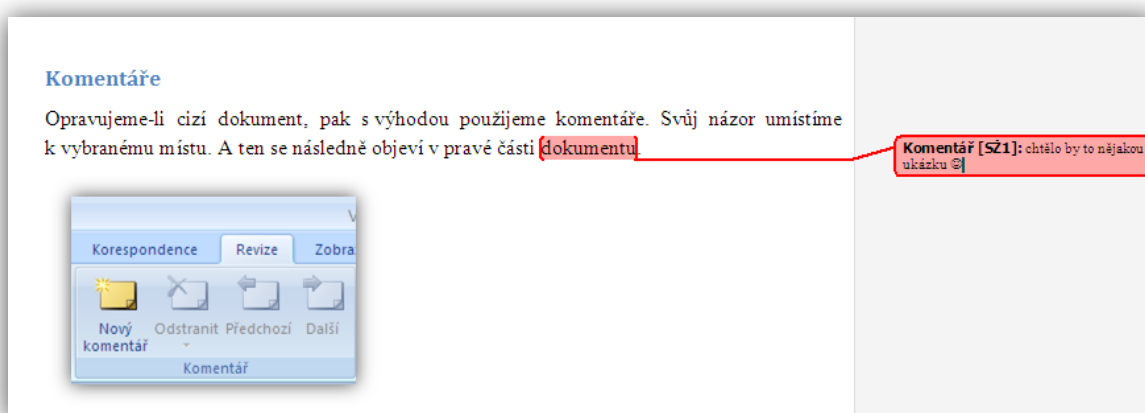 Komentáře
Opravujeme-li cizí dokument, pak s výhodou použijeme komentáře. Svůj názor umístíme
k vybranému místu. A ten se následně objeví v pravé části dokumentu.
Komentář [SŽ1]: chtělo by to nějakou
ukázku ☺
V
Korespondence Revize Zobra
Nový Odstranit Předchozí Další
komentář
Komentář